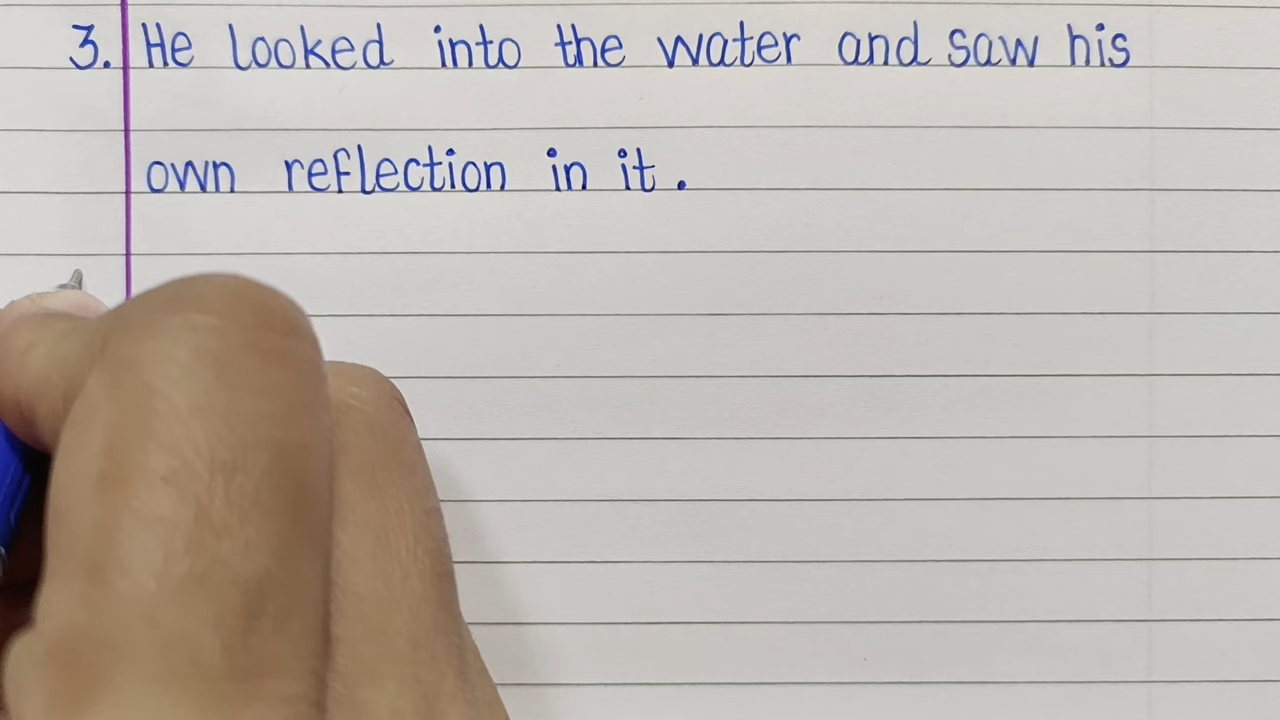 3. He looked into the water and saw his
own reflection in it.